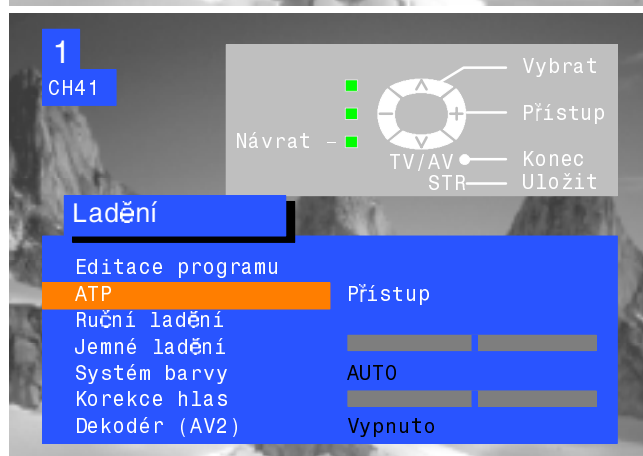 1
CH41
Vybrat
Přístup
Návrat –
TV/AV Konec
STR Uložit
Ladění
Editace programu
ATP Přístup
Ruční ladění
Jemné ladění
Systém barvy AUTO
Korekce hlas
Dekodér (AV2) Vypnuto